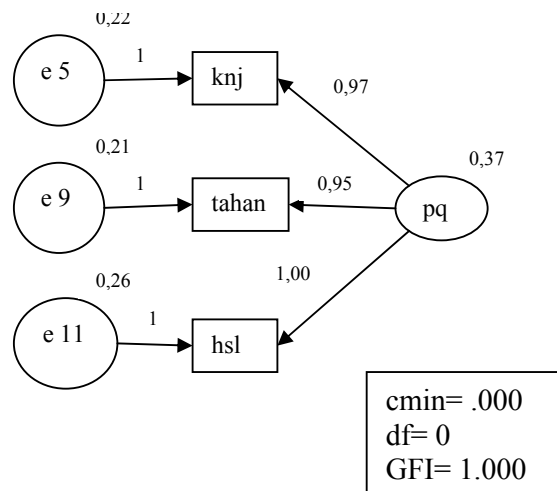 0,22
e 5
1
knj
0,97
0,21
e 9
1
tahan
0,95
0,37
pq
1,00
0,26
e 11
1
hsl
cmin= .000
df= 0
GFI= 1.000